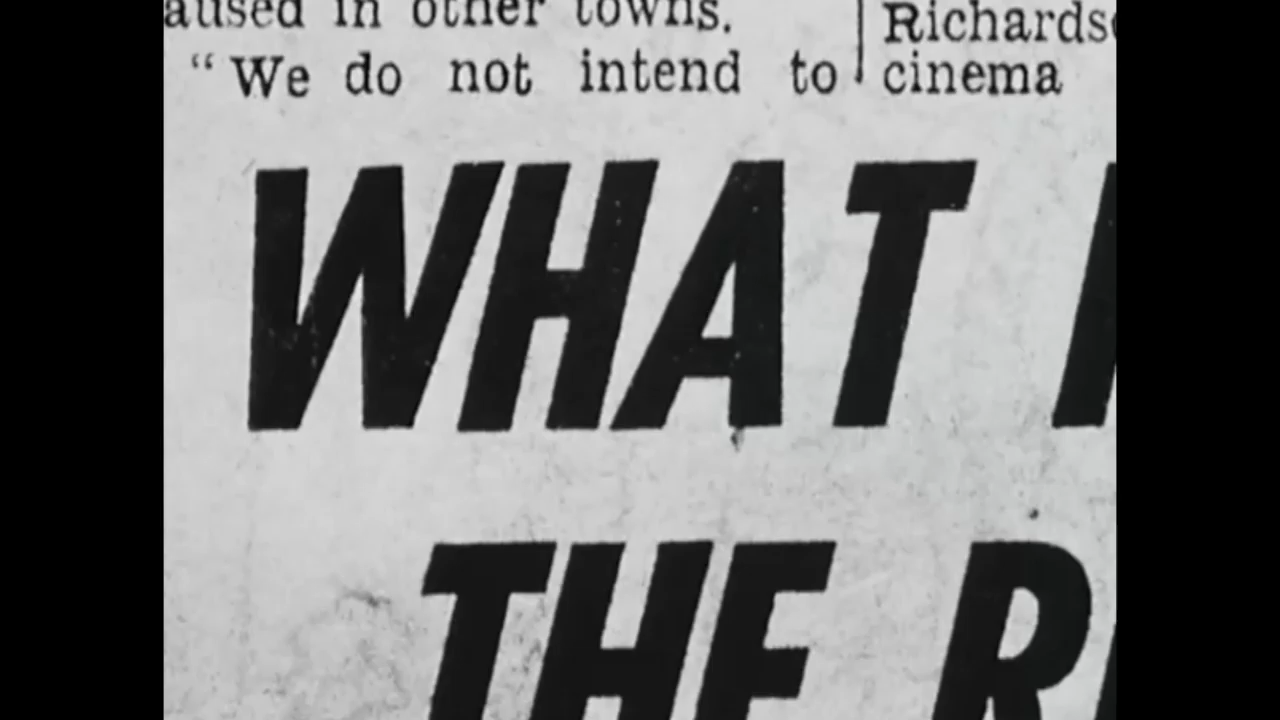 aused in other towns.
"We do not intend to
Richards
cinema
WHAT
THE R